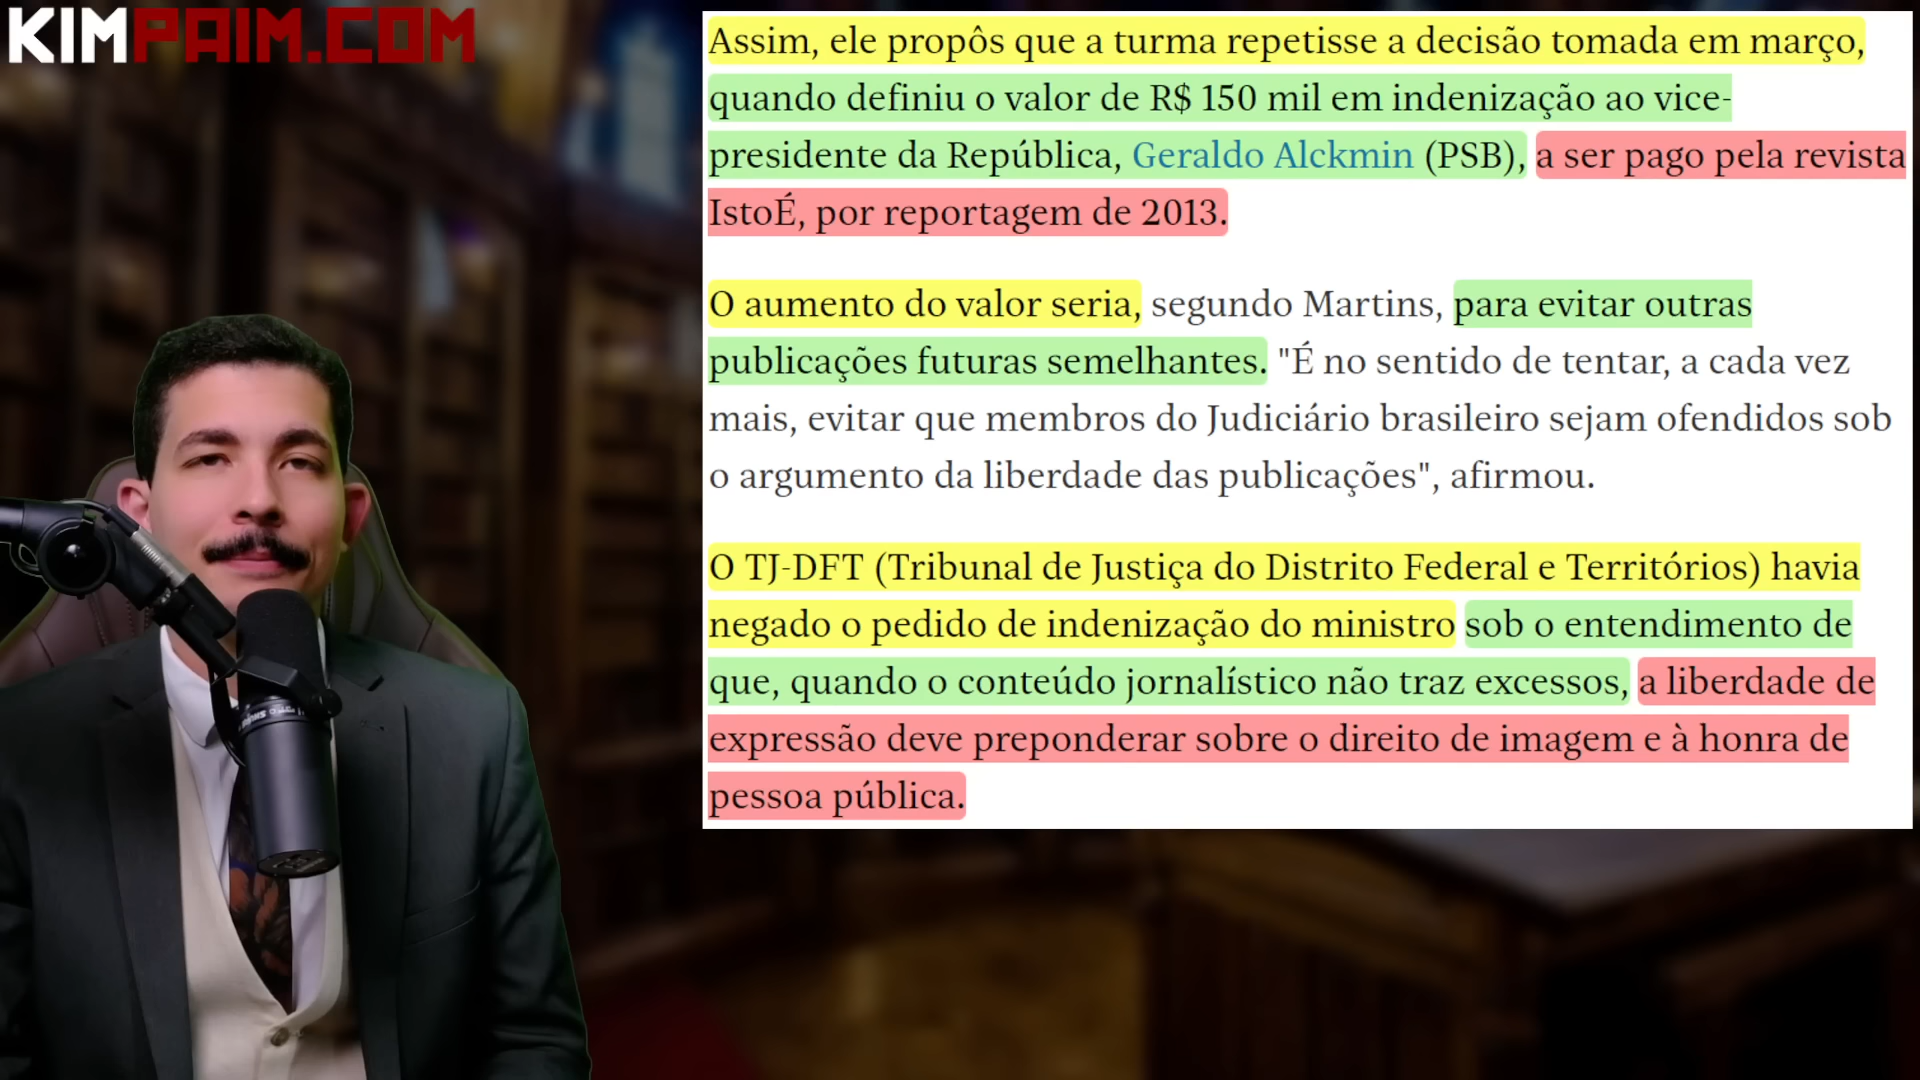 KIMPAIM.COM
Assim, ele propôs que a turma repetisse a decisão tomada em março,
quando definiu o valor de R$ 150 mil em indenização ao vice-
presidente da República, Geraldo Alckmin (PSB), a ser pago pela revista
IstoÉ, por reportagem de 2013.
O aumento do valor seria, segundo Martins, para evitar outras
publicações futuras semelhantes. "É no sentido de tentar, a cada vez
mais, evitar que membros do Judiciário brasileiro sejam ofendidos sob
o argumento da liberdade das publicações", afirmou.
O TJ-DFT (Tribunal de Justiça do Distrito Federal e Territórios) havia
negado o pedido de indenização do ministro sob o entendimento de
que, quando o conteúdo jornalístico não traz excessos, a liberdade de
expressão deve preponderar sobre o direito de imagem e à honra de
pessoa pública.